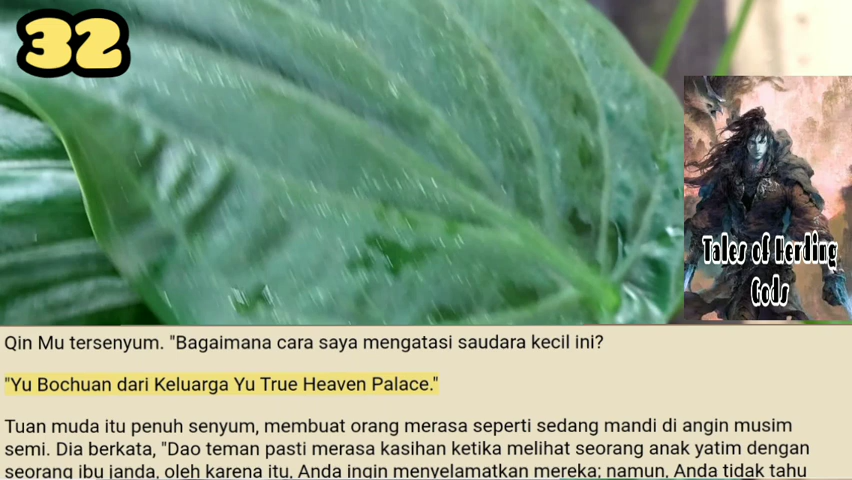 32
Tales of Herding
Gods
Qin Mu tersenyum. "Bagaimana cara saya mengatasi saudara kecil ini?
"Yu Bochuan dari Keluarga Yu True Heaven Palace."
Tuan muda itu penuh senyum, membuat orang merasa seperti sedang mandi di angin musim
semi. Dia berkata, "Dao teman pasti merasa kasihan ketika melihat seorang anak yatim dengan
seorang ibu janda, oleh karena itu, Anda ingin menyelamatkan mereka; namun, Anda tidak tahu